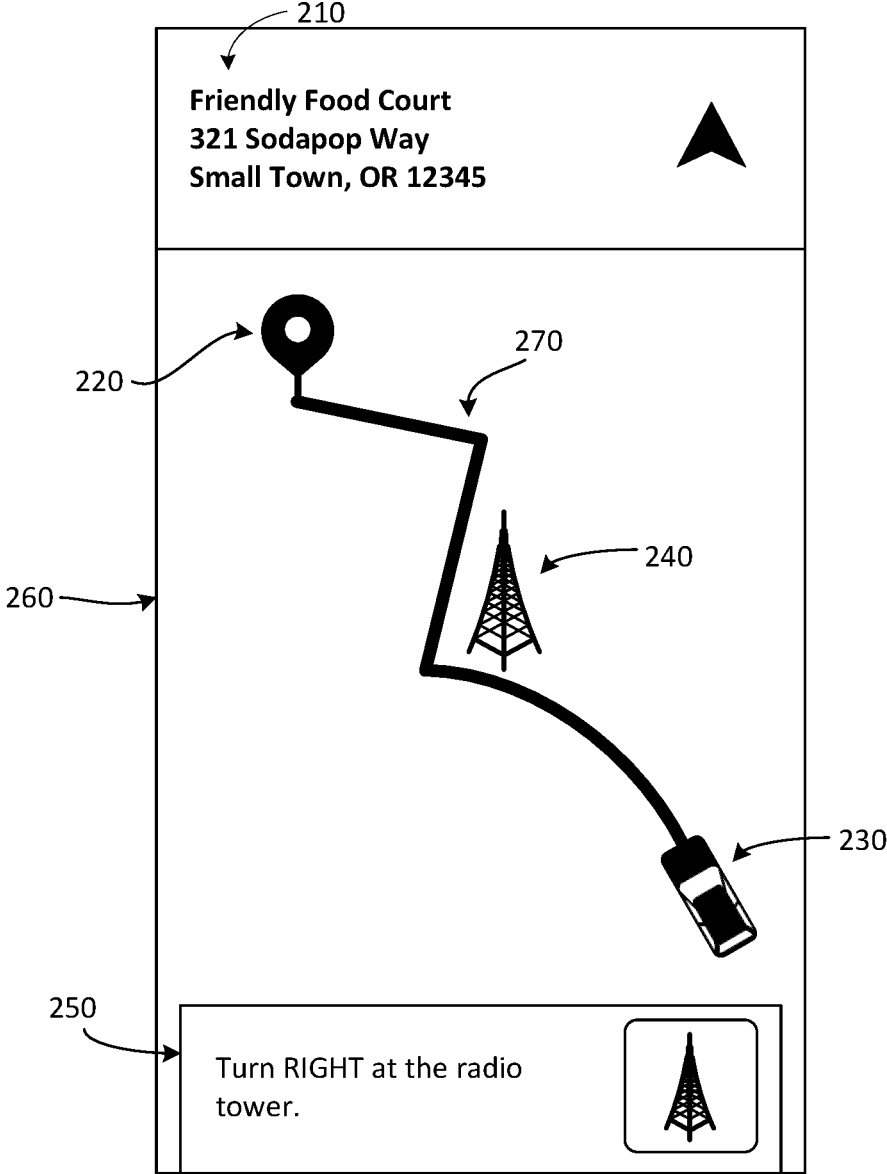 210
Friendly Food Court
321 Sodapop Way
Small Town, OR 12345
270
220
240
260
230
250
Turn RIGHT at the radio
tower.